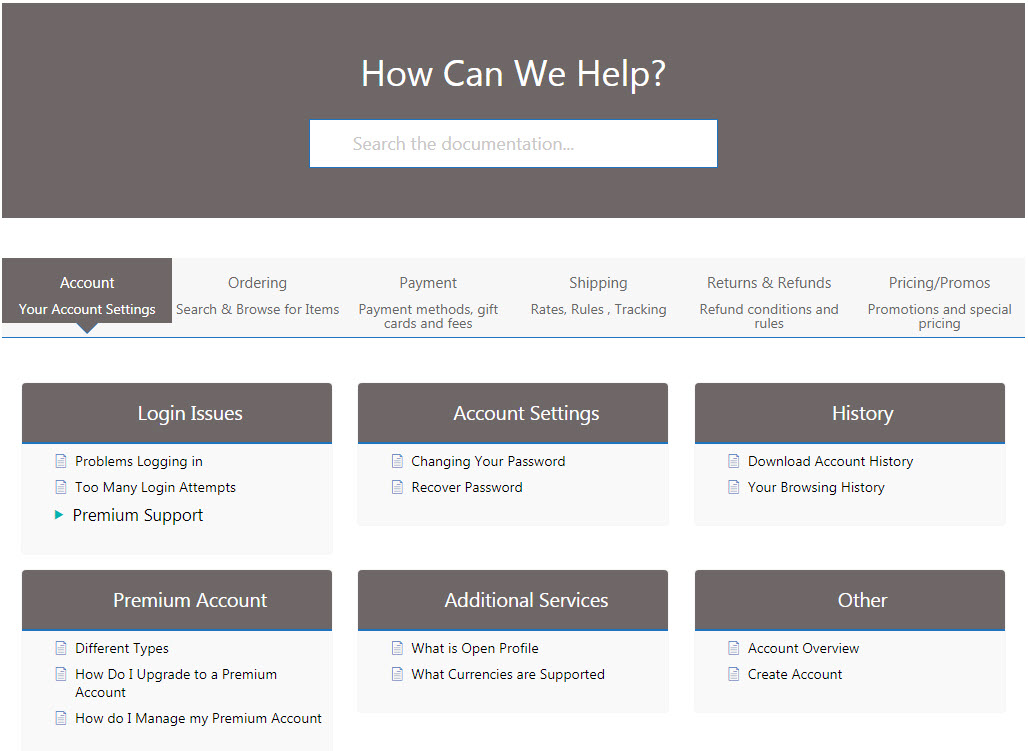 How Can We Help?
Search the documentation...
Account
Your Account Settings
Ordering
Search & Browse for Items
Payment
Payment methods, gift
cards and fees
Shipping
Rates, Rules , Tracking
Returns & Refunds
Refund conditions and
rules
Pricing/Promos
Promotions and special
pricing
Login Issues
Problems Logging in
Too Many Login Attempts
Premium Support
Account Settings
Changing Your Password
Recover Password
History
Download Account History
Your Browsing History
Premium Account
Different Types
How Do I Upgrade to a Premium
Account
How do I Manage my Premium Account
Additional Services
What is Open Profile
What Currencies are Supported
Other
Account Overview
Create Account